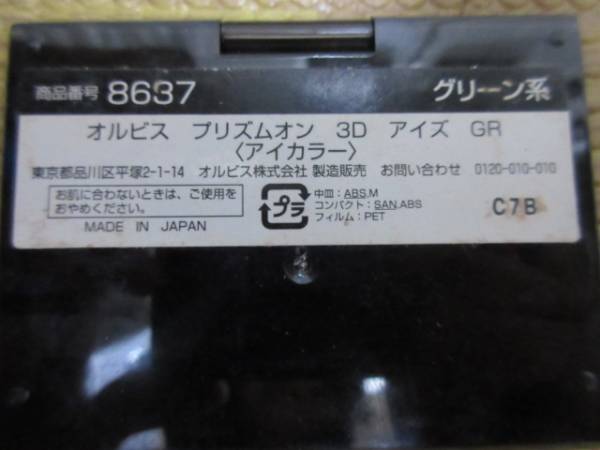 商品番号 8637 グリーン系
オルビス プリズムオン 3D アイズ GR
〈アイカラー〉
東京都品川区平塚2-1-14 オルビス株式会社 製造販売 お問い合わせ 0120-010-010
お肌に合わないときは、ご使用を
おやめください。
MADE IN JAPAN
プラ
中皿:ABS,M
コンパクト:SAN,ABS
フィルム:PET
C7B